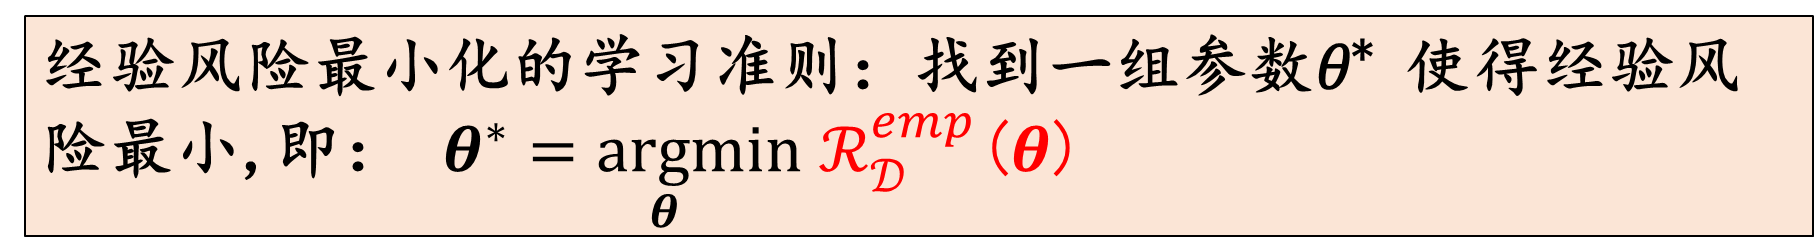 经验风险最小化的学习准则：找到一组参数θ* 使得经验风
险最小,即： θ* = argmin R_D^emp(θ)
θ